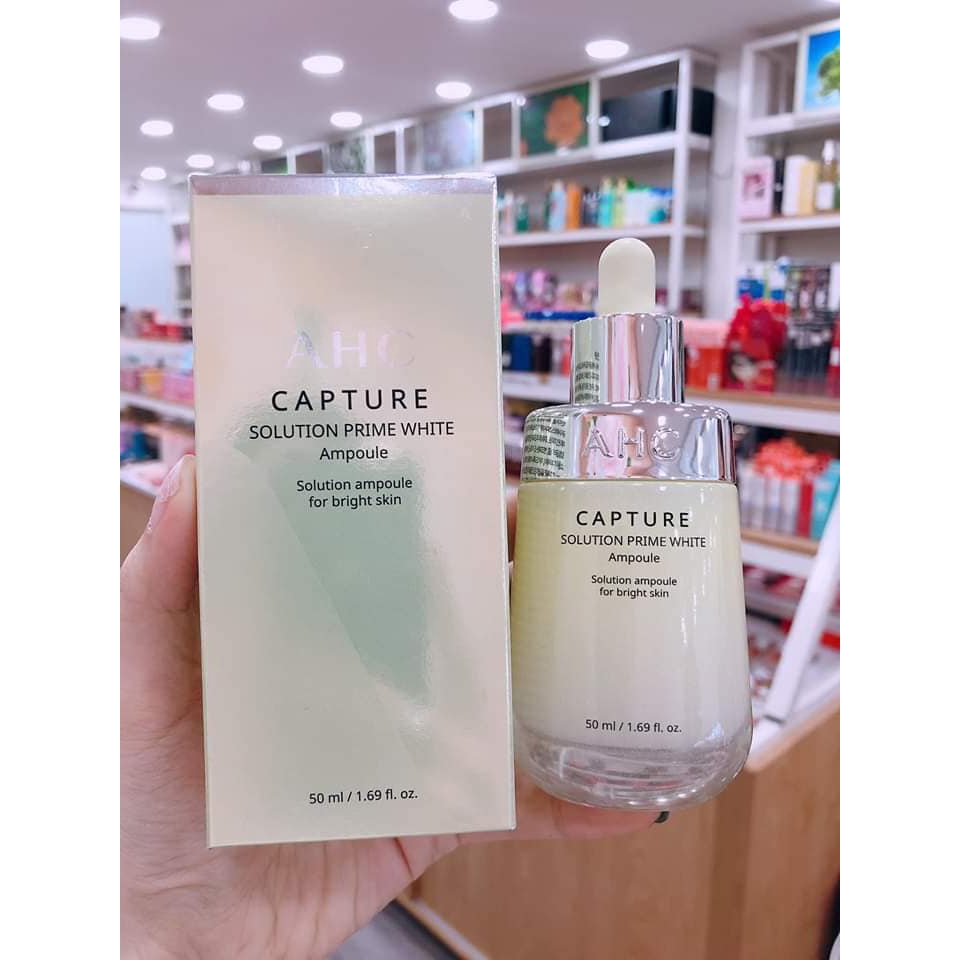 AHC
CAPTURE
SOLUTION PRIME WHITE
Ampoule
Solution ampoule
for bright skin
50 ml / 1.69 fl. oz.
AHC
CAPTURE
SOLUTION PRIME WHITE
Ampoule
Solution ampoule
for bright skin
50 ml / 1.69 fl. oz.